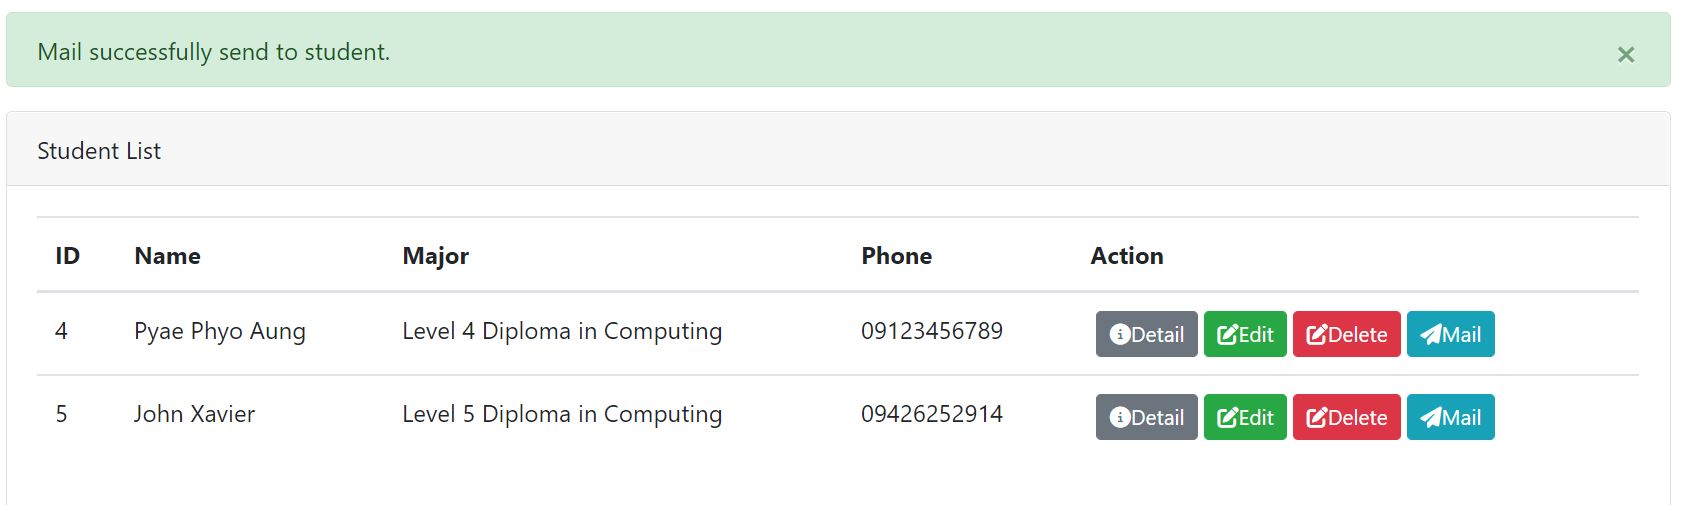 Mail successfully send to student. ×
Student List
ID Name Major Phone Action
4 Pyae Phyo Aung Level 4 Diploma in Computing 09123456789 Detail Edit Delete Mail
5 John Xavier Level 5 Diploma in Computing 09426252914 Detail Edit Delete Mail